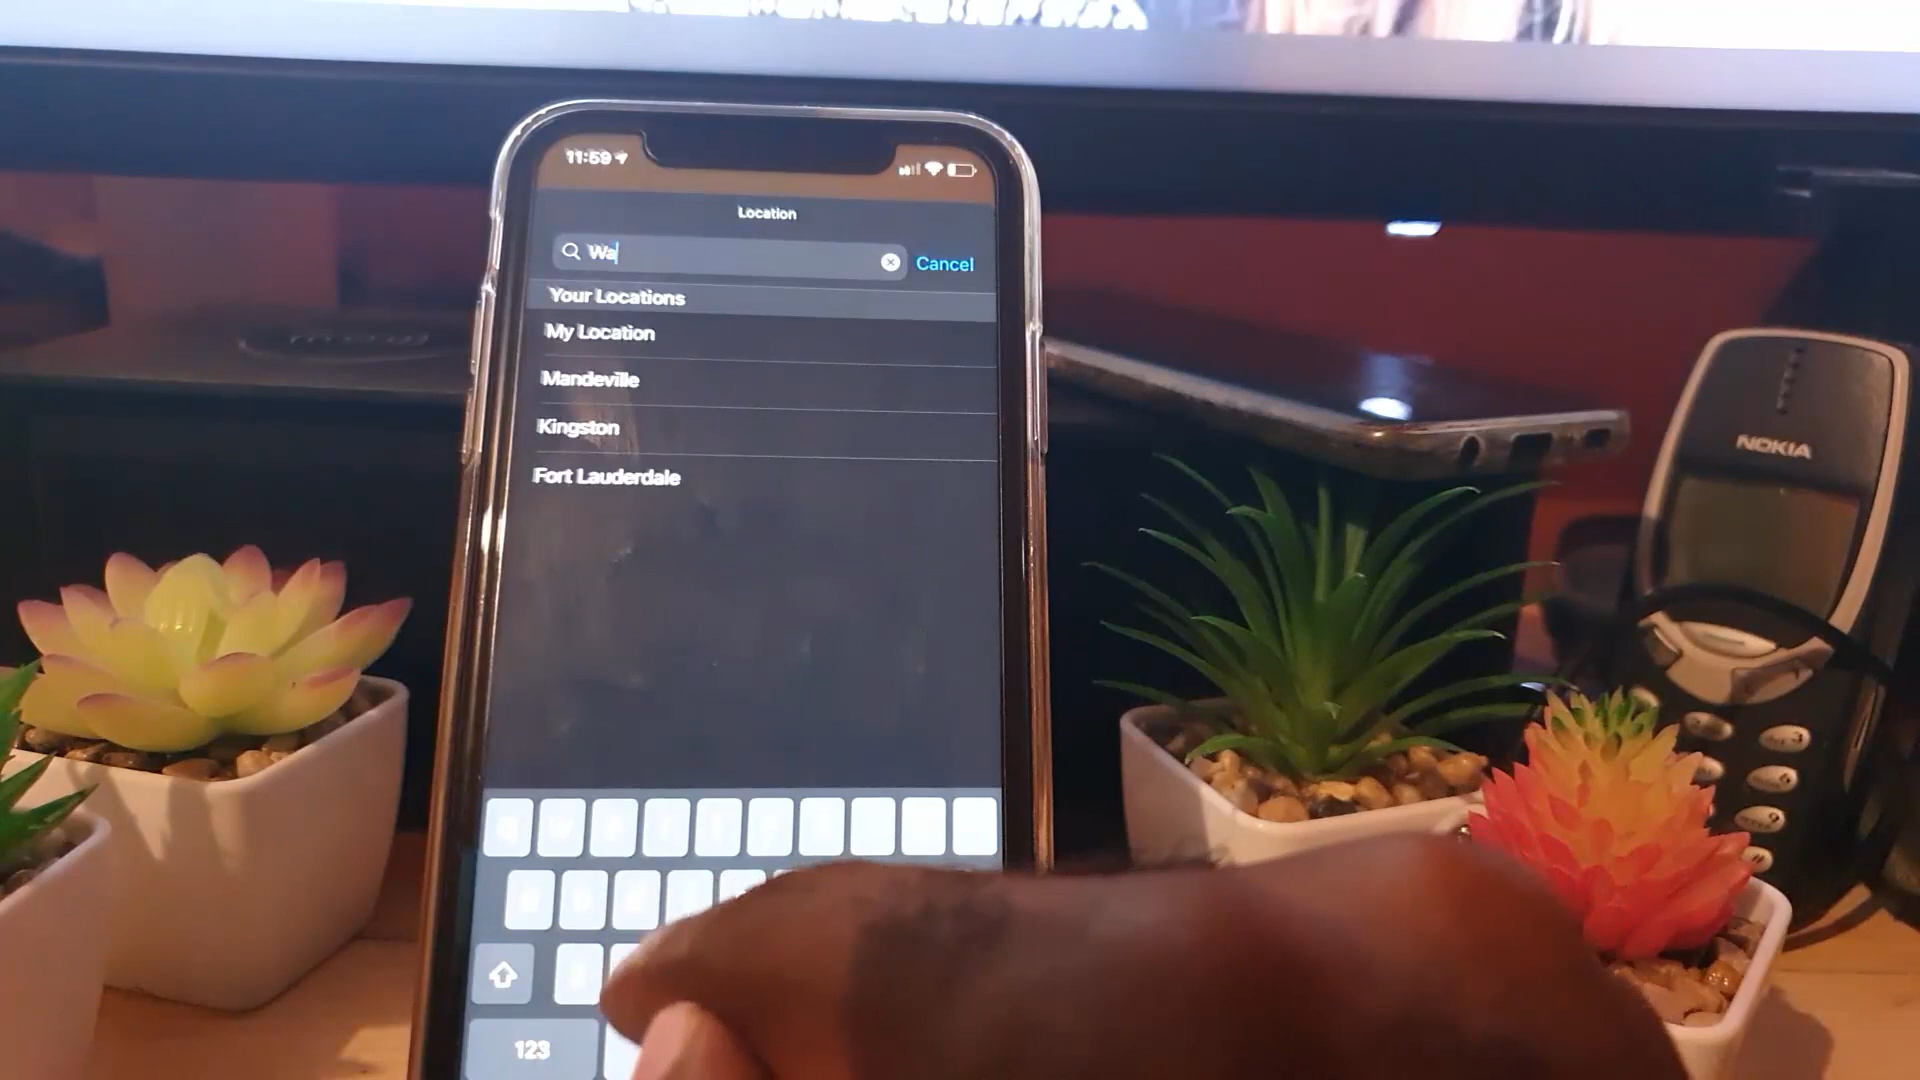 11:59
Location
Wa
Cancel
Your Locations
My Location
Mandeville
Kingston
Fort Lauderdale
NOKIA
123